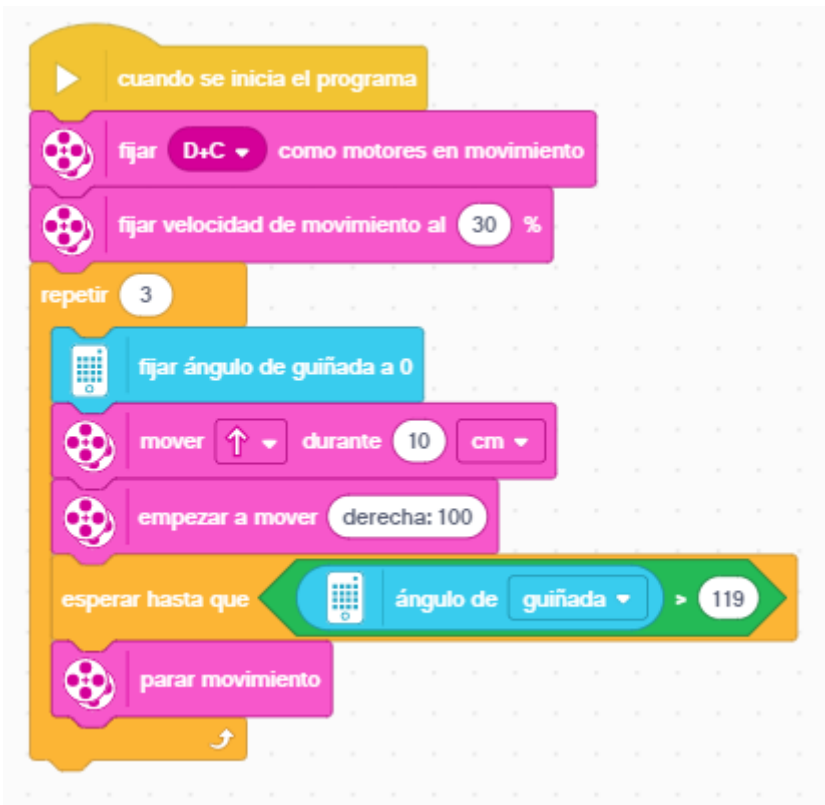 cuando se inicia el programa
fijar D+C como motores en movimiento
fijar velocidad de movimiento al 30 %
repetir 3
fijar ángulo de guiñada a 0
mover durante 10 cm
empezar a mover derecha: 100
esperar hasta que ángulo de guiñada > 119
parar movimiento